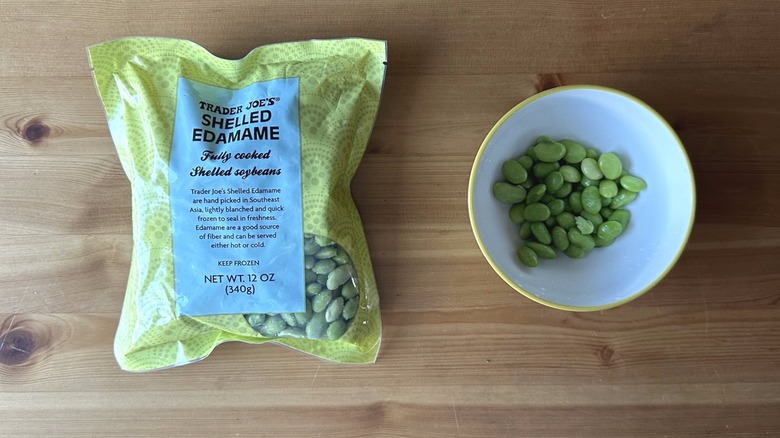 TRADER JOE'S®
SHELLED
EDAMAME
Fully cooked
Shelled soybeans
Trader Joe's Shelled Edamame
are hand picked in Southeast
Asia, lightly blanched and quick
frozen to seal in freshness.
Edamame are a good source
of fiber and can be served
either hot or cold.
KEEP FROZEN
NET WT. 12 OZ
(340g)